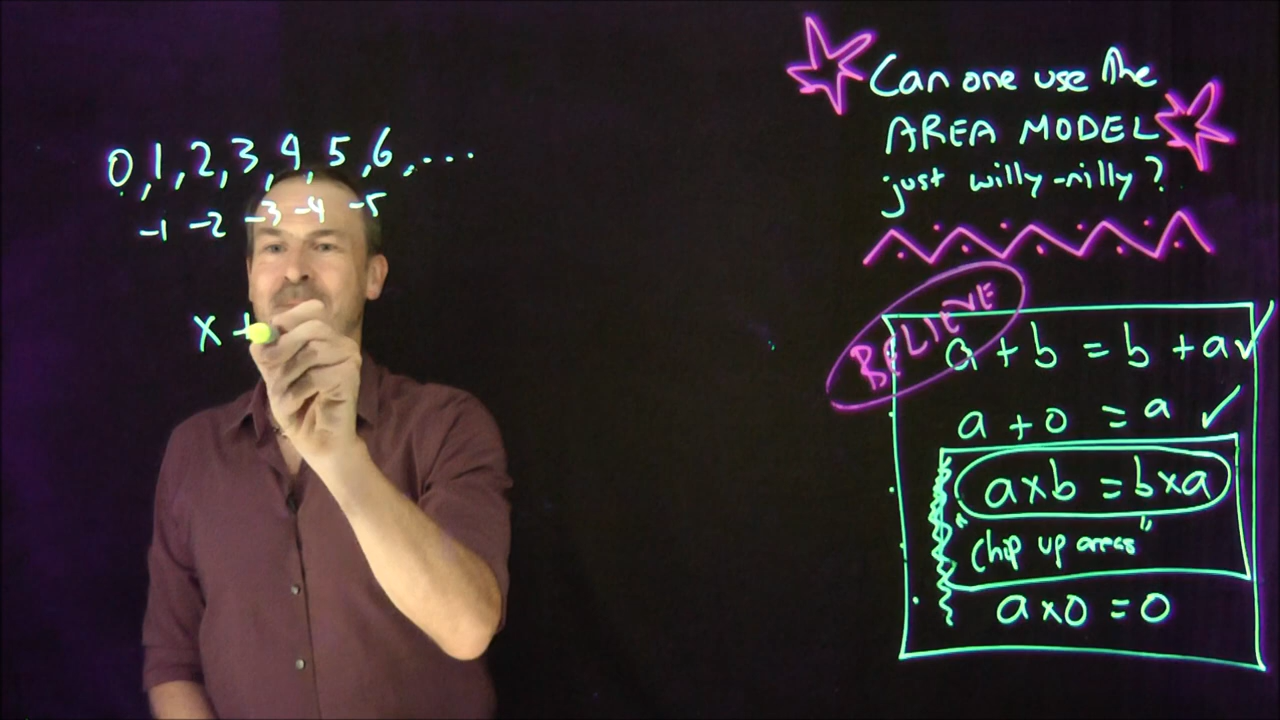 0, 1, 2, 3, 4, 5, 6, ...
-1 -2 -3 -4 -5
x +
Can one use the
AREA MODEL
just willy-nilly?
BELIEVE
a + b = b + a ✓
a + 0 = a ✓
a x b = b x a
"Chip up areas"
a x 0 = 0